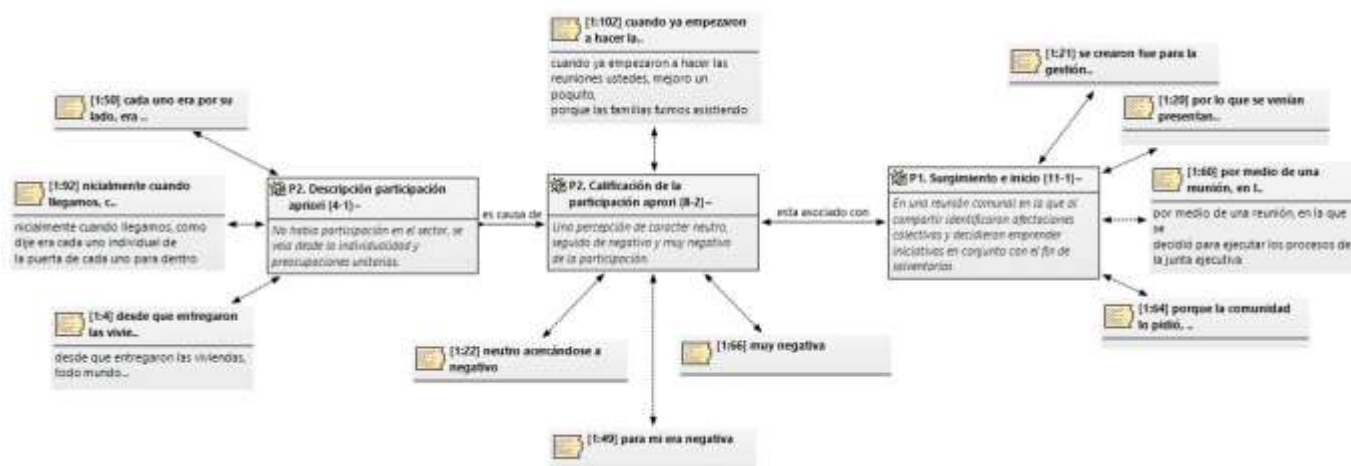 [1:102] cuando ya empezaron
a hacer la..
cuando ya empezaron a hacer las
reuniones ustedes, mejoro un
poquito,
porque las familias fuimos asistiendo
[1:21] se crearon fue para la
gestión..
[1:50] cada uno era por su
lado, era ..
[1:20] por lo que se venían
presentan..
[1:92] nicialmente cuando
llegamos, c..
nicialmente cuando llegamos, como
dije era cada uno individual de
la puerta de cada uno para dentro
P2. Descripción participación
apriori {4-1}~
No había participación en el sector, se
veía desde la individualidad y
preocupaciones unitarias.
es causa de
P2. Calificación de la
participación aprori {8-2}~
Una percepción de caracter neutro,
seguido de negativo y muy negativo
de la participación.
esta asociado con
P1. Surgimiento e inicio {11-1}~
En una reunión comunal en la que al
compartir identificaron afectaciones
colectivas y decidieron emprender
iniciativas en conjunto con el fin de
solventarlas.
[1:60] por medio de una
reunión, en l..
por medio de una reunión, en la que
se
decidió para ejecutar los procesos de
la junta ejecutiva
[1:4] desde que entregaron
las vivie..
desde que entregaron las viviendas,
todo mundo...
[1:64] porque la comunidad
lo pidió, ..
[1:22] neutro acercándose a
negativo
[1:66] muy negativa
[1:49] para mi era negativa